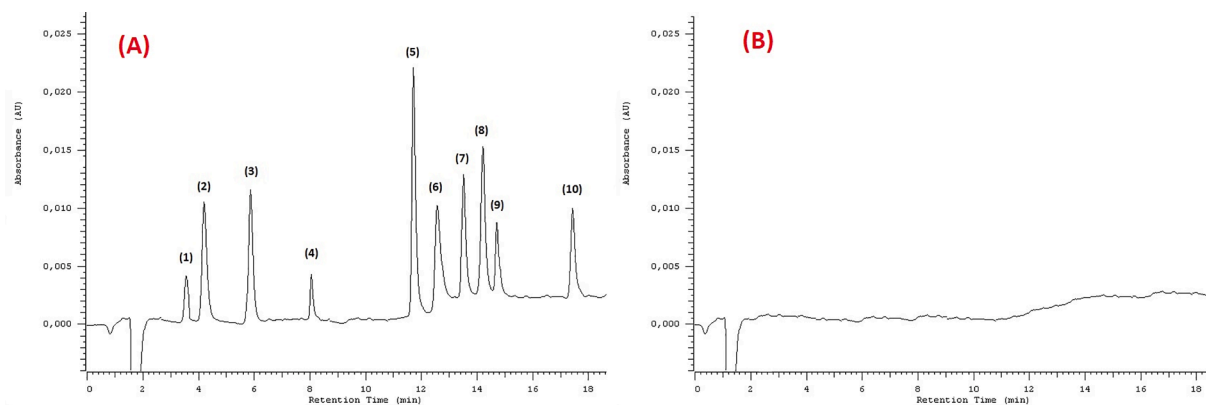 (A)
0,025
0,020
0,015
0,010
0,005
0,000
Absorbance (AU)
(1)
(2)
(3)
(4)
(5)
(6)
(7)
(8)
(9)
(10)
0 2 4 6 8 10 12 14 16 18
Retention Time (min)
(B)
0,025
0,020
0,015
0,010
0,005
0,000
Absorbance (AU)
0 2 4 6 8 10 12 14 16 18
Retention Time (min)